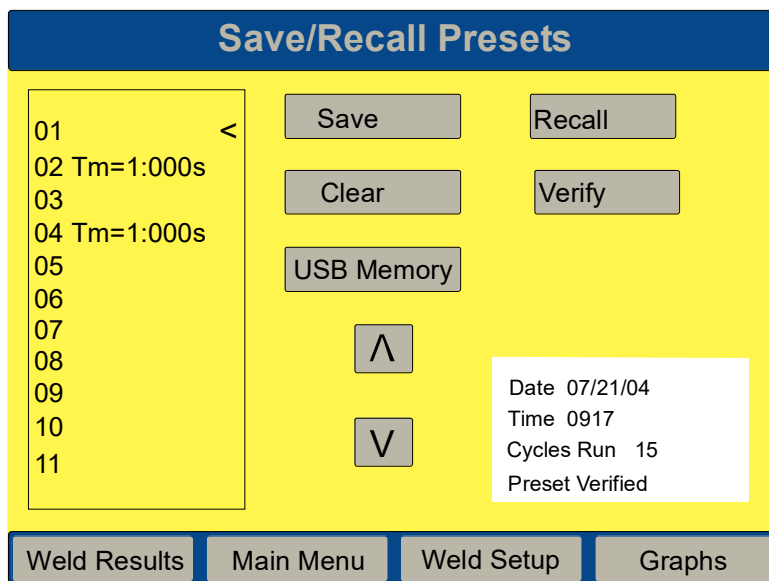 Save/Recall Presets
01 <
02 Tm=1:000s
03
04 Tm=1:000s
05
06
07
08
09
10
11
Save
Recall
Clear
Verify
USB Memory
Λ
V
Date 07/21/04
Time 0917
Cycles Run 15
Preset Verified
Weld Results
Main Menu
Weld Setup
Graphs